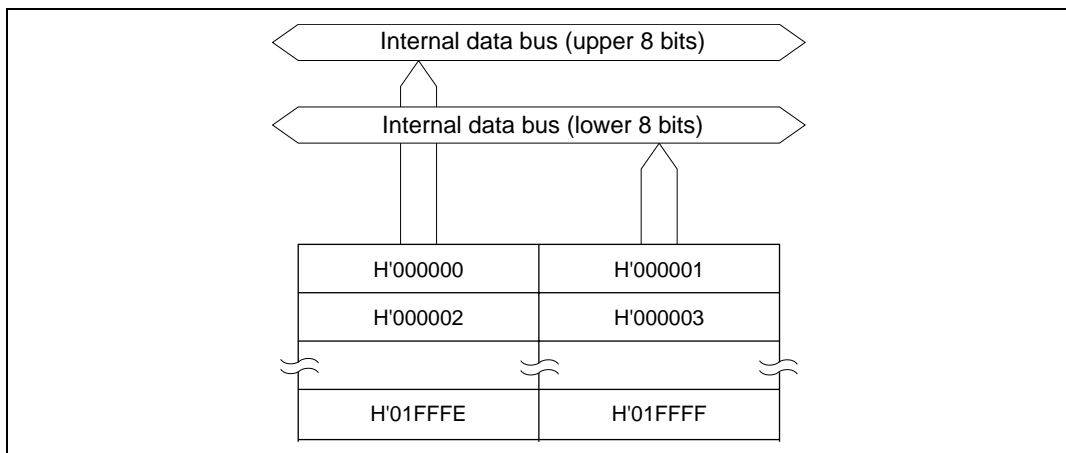 Internal data bus (upper 8 bits)
Internal data bus (lower 8 bits)
H'000000 H'000001
H'000002 H'000003
H'01FFFE H'01FFFF